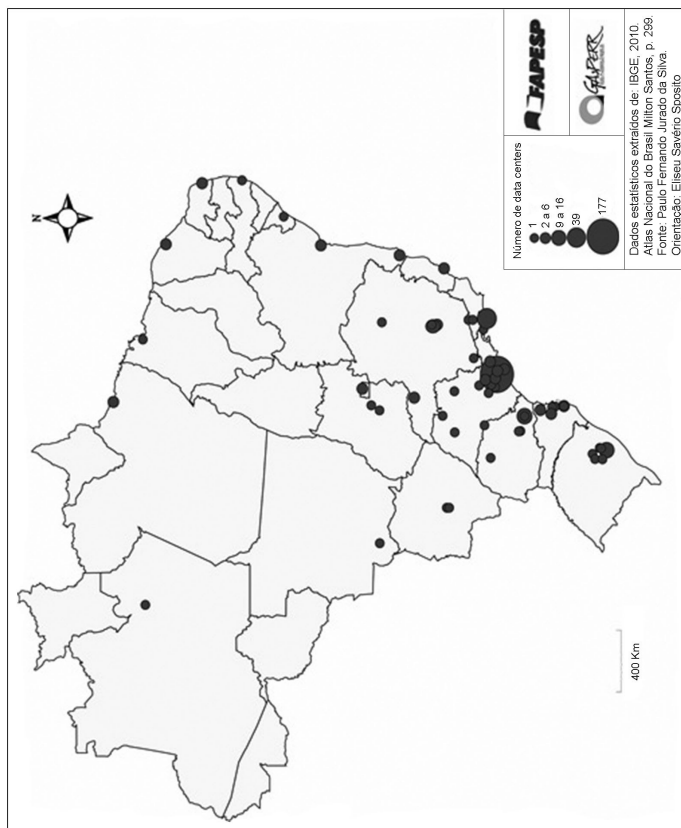 N
400 Km
Número de data centers
1
2 a 6
9 a 16
39
177
FAPESP
GAsPERR
Dados estatísticos extraídos de: IBGE, 2010.
Atlas Nacional do Brasil Milton Santos, p. 299.
Fonte: Paulo Fernando Jurado da Silva.
Orientação: Eliseu Savério Sposito